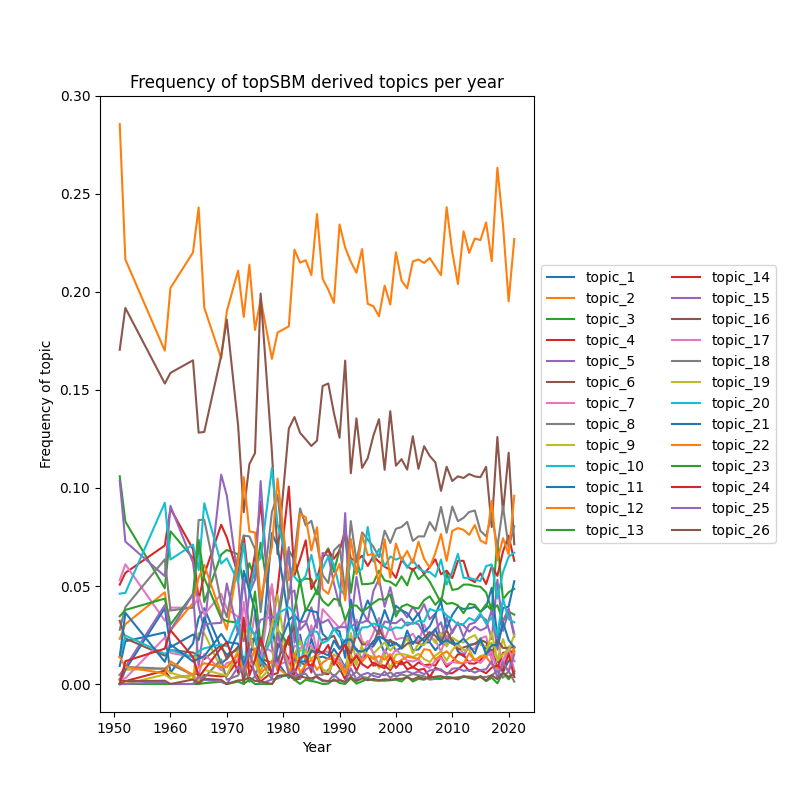 Frequency of topSBM derived topics per year
0.30
0.25
0.20
0.15
0.10
0.05
0.00
Frequency of topic
1950 1960 1970 1980 1990 2000 2010 2020
Year
topic_1
topic_2
topic_3
topic_4
topic_5
topic_6
topic_7
topic_8
topic_9
topic_10
topic_11
topic_12
topic_13
topic_14
topic_15
topic_16
topic_17
topic_18
topic_19
topic_20
topic_21
topic_22
topic_23
topic_24
topic_25
topic_26